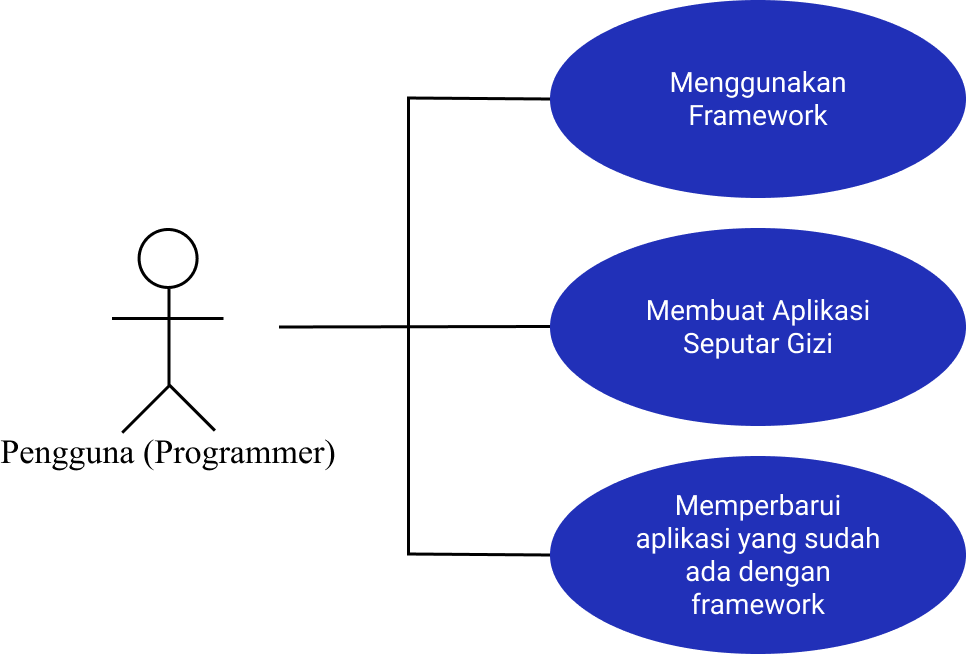 Menggunakan
Framework
Membuat Aplikasi
Seputar Gizi
Pengguna (Programmer)
Memperbarui
aplikasi yang sudah
ada dengan
framework